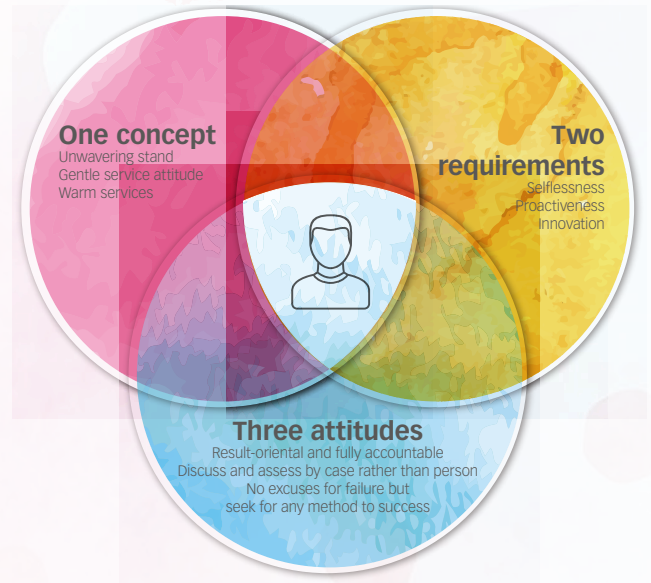 One concept
Unwavering stand
Gentle service attitude
Warm services
Two
requirements
Selflessness
Proactiveness
Innovation
Three attitudes
Result-oriental and fully accountable
Discuss and assess by case rather than person
No excuses for failure but
seek for any method to success